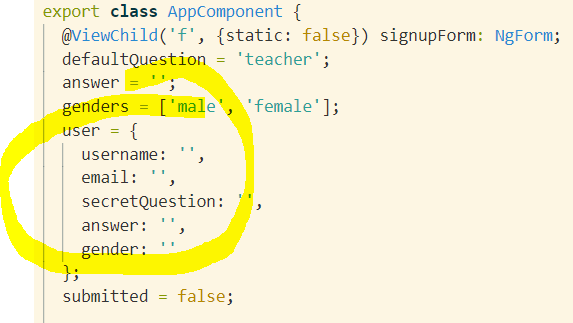 export class AppComponent {
@ViewChild('f', {static: false}) signupForm: NgForm;
defaultQuestion = 'teacher';
answer = '';
genders = ['male', 'female'];
user = {
username: '',
email: '',
secretQuestion: '',
answer: '',
gender: ''
};
submitted = false;